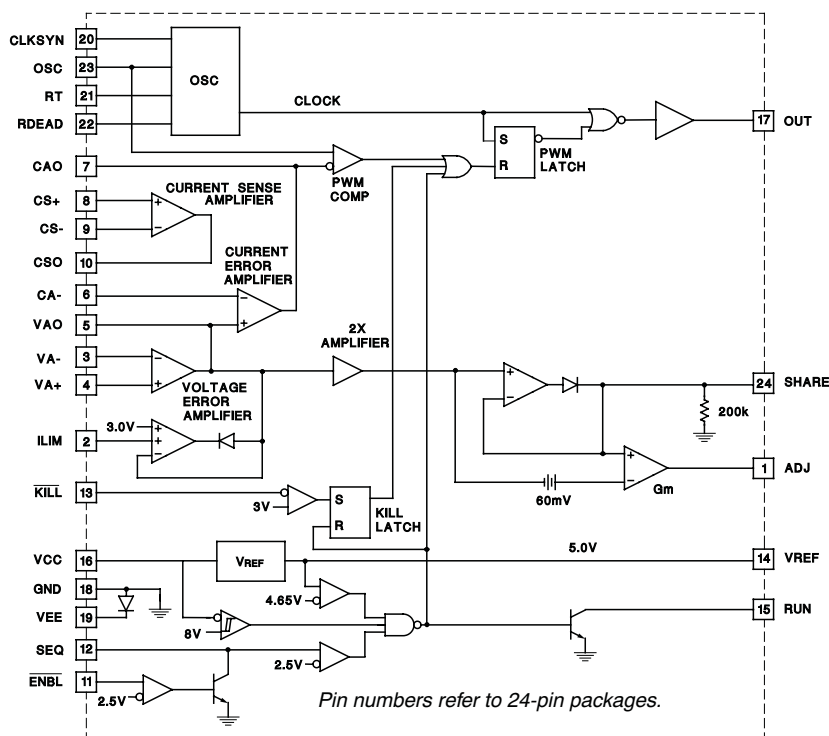 CLKSYN 20
OSC 23
RT 21
RDEAD 22
OSC
CLOCK
S
R
PWM
LATCH
17 OUT
CAO 7
PWM
COMP
CS+ 8
CS- 9
CSO 10
CURRENT SENSE
AMPLIFIER
CURRENT
ERROR
AMPLIFIER
+
−
CA- 6
VAO 5
−
+
VA- 3
VA+ 4
−
+
VOLTAGE
ERROR
AMPLIFIER
2X
AMPLIFIER
+
−
24 SHARE
200k
ILIM 2
3.0V
+
+
−
+
−
Gm
60mV
1 ADJ
KILL 13
3V
S
R
KILL
LATCH
VCC 16
VREF
5.0V
14 VREF
GND 18
VEE 19
4.65V
8V
15 RUN
SEQ 12
2.5V
ENBL 11
2.5V
Pin numbers refer to 24-pin packages.